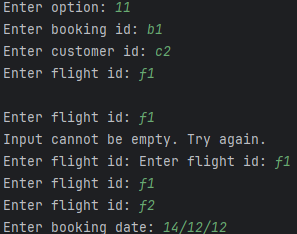 Enter option: 11
Enter booking id: b1
Enter customer id: c2
Enter flight id: f1
Enter flight id: f1
Input cannot be empty. Try again.
Enter flight id: Enter flight id: f1
Enter flight id: f1
Enter flight id: f2
Enter booking date: 14/12/12